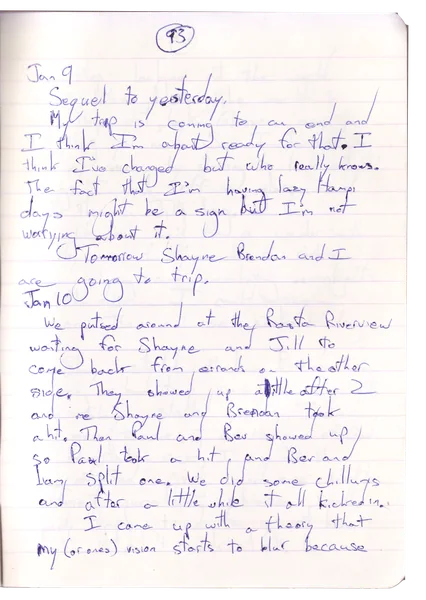 93
Jan 9
Sequel to yesterday.
My trip is coming to an end and
I think I'm about ready for that. I
think I've changed but who really knows.
The fact that I'm having lazy Hampi
days might be a sign but I'm not
worrying about it.
Tomorrow Shayne Brendan and I
are going to trip.
Jan 10
We putsed around at the Rasta Riverview
waiting for Shayne and Jill to
come back from errands on the other
side. They showed up a little after 2
and me Shayne and Brendan took
a hit. Then Paul and Bev showed up
so Paul took a hit, and Bev and
split one. We did some chillums
and after a little while it all kicked in.
I came up with a theory that
my (or ones) vision starts to blur because